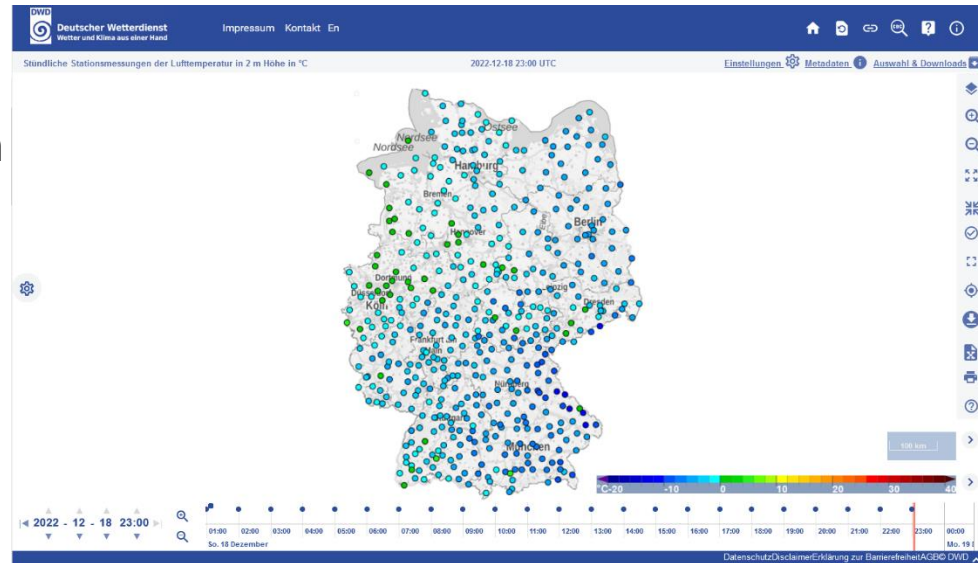 DWD
Deutscher Wetterdienst
Wetter und Klima aus einer Hand
Impressum Kontakt En
Stündliche Stationsmessungen der Lufttemperatur in 2 m Höhe in °C
2022-12-18 23:00 UTC
Einstellungen Metadaten Auswahl & Downloads
Ostsee
Nordsee
Nordsee
Hamburg
Bremen
Berlin
Hannover
Dortmund
Düsseldorf
Leipzig
Köln
Dresden
Frankfurt am
Main
Nürnberg
Stuttgart
München
100 km
°C -20 -10 0 10 20 30 40
2022 - 12 - 18 23:00
01:00 02:00 03:00 04:00 05:00 06:00 07:00 08:00 09:00 10:00 11:00 12:00 13:00 14:00 15:00 16:00 17:00 18:00 19:00 20:00 21:00 22:00 23:00 00:00
So. 18 Dezember
Mo. 19
Datenschutz Disclaimer Erklärung zur Barrierefreiheit AGB © DWD